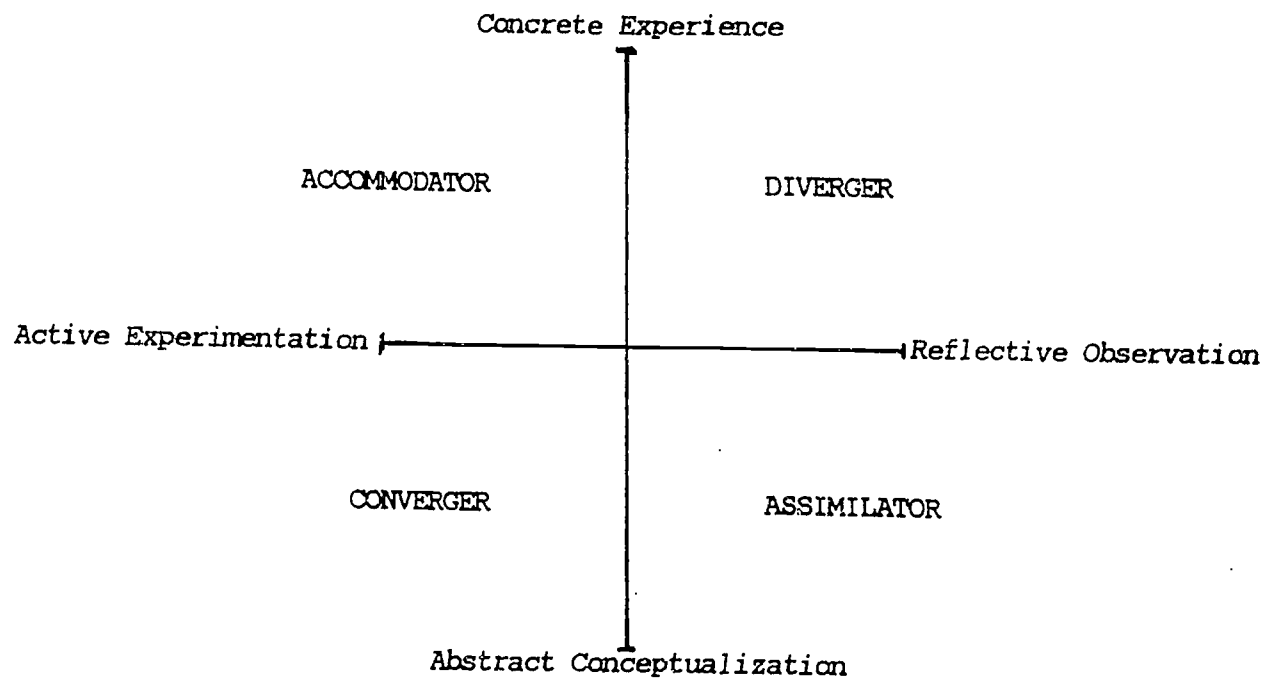 Concrete Experience
ACCOMMODATOR DIVERGER
Active Experimentation Reflective Observation
CONVERGER ASSIMILATOR
Abstract Conceptualization